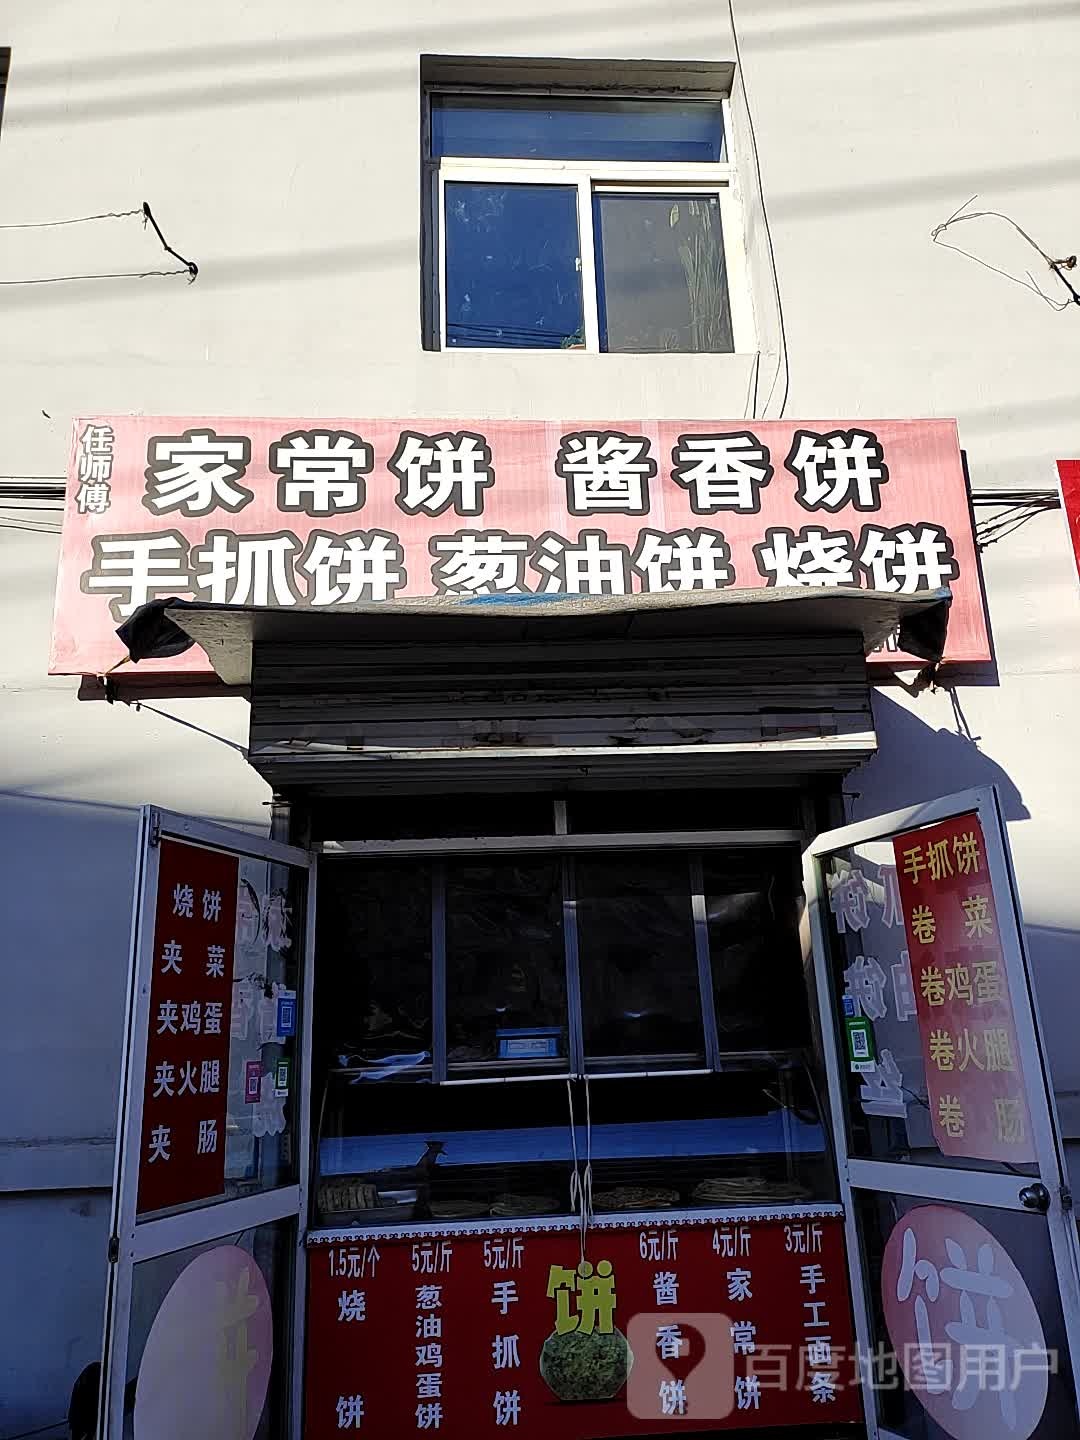 任师傅
家常饼 酱香饼
手抓饼 葱油饼 烧饼
烧饼
夹菜
夹鸡蛋
夹火腿
夹肠
手抓饼
卷菜
卷鸡蛋
卷火腿
卷肠
1.5元/个 烧饼
5元/斤 葱油鸡蛋饼
5元/斤 手抓饼
饼
6元/斤 酱香饼
4元/斤 家常饼
3元/斤 手工面条
饼
饼
百度地图用户